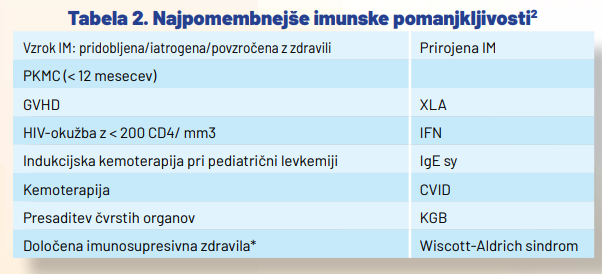 Tabela 2. Najpomembnejše imunske pomanjkljivosti²
Vzrok IM: pridobljena/iatrogena/povzročena z zdravili Prirojena IM
PKMC (< 12 mesecev)
GVHD XLA
HIV-okužba z < 200 CD4/ mm3 IFN
Indukcijska kemoterapija pri pediatrični levkemiji IgE sy
Kemoterapija CVID
Presaditev čvrstih organov KGB
Določena imunosupresivna zdravila* Wiscott-Aldrich sindrom